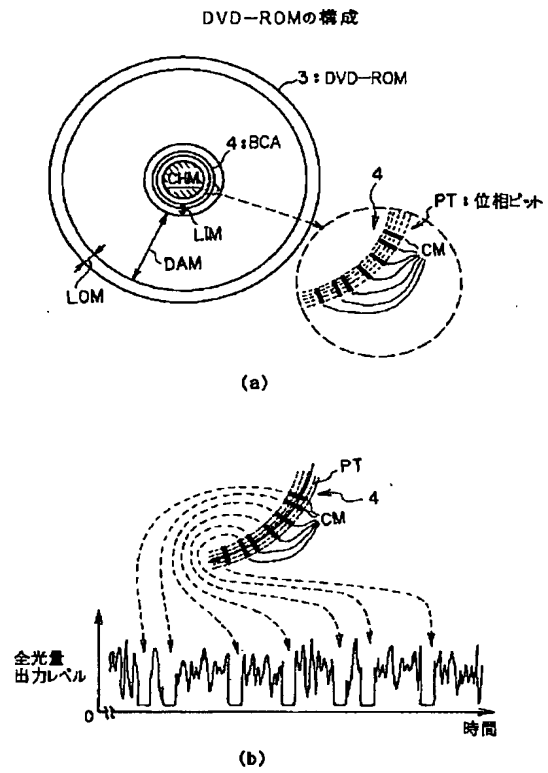 DVD-ROMの構成
3:DVD-ROM
4:BCA
CHM
LIM
DAM
LOM
4
PT:位相ピット
CM
(a)
PT
4
CM
全光量
出力レベル
0
時間
(b)